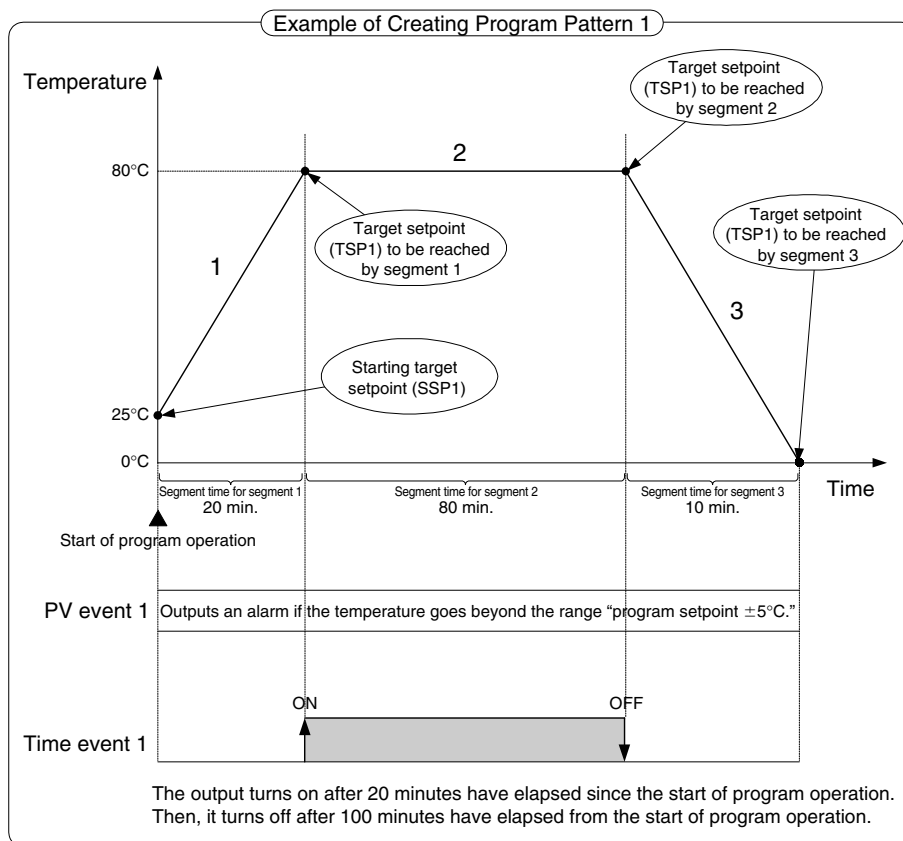 Example of Creating Program Pattern 1
Temperature
Target setpoint
(TSP1) to be reached
by segment 2
80°C
2
Target setpoint
(TSP1) to be reached
by segment 1
Target setpoint
(TSP1) to be reached
by segment 3
1
3
Starting target
setpoint (SSP1)
25°C
0°C
Time
Segment time for segment 1
20 min.
Segment time for segment 2
80 min.
Segment time for segment 3
10 min.
Start of program operation
PV event 1
Outputs an alarm if the temperature goes beyond the range “program setpoint ±5°C.”
ON
OFF
Time event 1
The output turns on after 20 minutes have elapsed since the start of program operation.
Then, it turns off after 100 minutes have elapsed from the start of program operation.